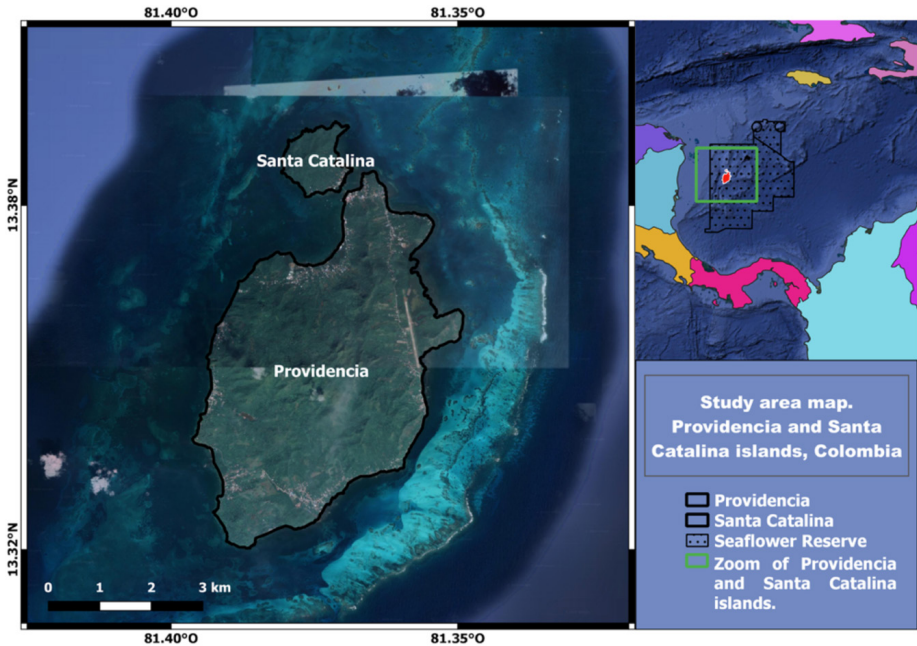 81.40°O
81.35°O
13.38°N
Santa Catalina
Providencia
13.32°N
0 1 2 3 km
81.40°O
81.35°O
Study area map.
Providencia and Santa
Catalina islands, Colombia
Providencia
Santa Catalina
Seaflower Reserve
Zoom of Providencia
and Santa Catalina
islands.